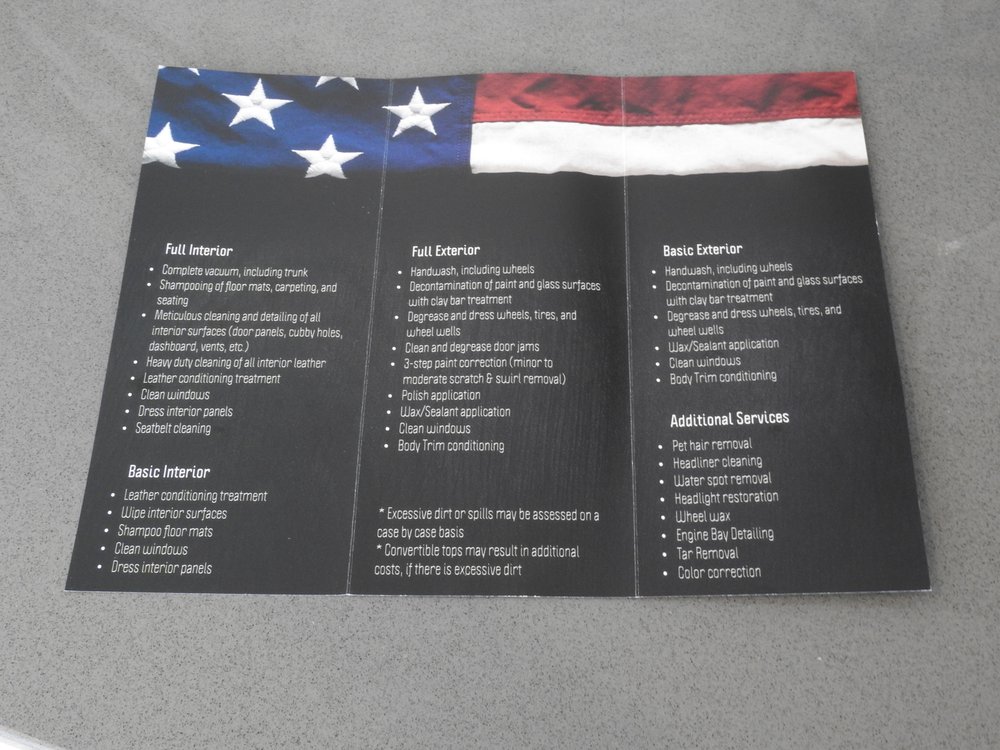 Full Interior
• Complete vacuum, including trunk
• Shampooing of floor mats, carpeting, and
seating
• Meticulous cleaning and detailing of all
interior surfaces (door panels, cubby holes,
dashboard, vents, etc.)
• Heavy duty cleaning of all interior leather
• Leather conditioning treatment
• Clean windows
• Dress interior panels
• Seatbelt cleaning
Basic Interior
• Leather conditioning treatment
• Wipe interior surfaces
• Shampoo floor mats
• Clean windows
• Dress interior panels
Full Exterior
• Handwash, including wheels
• Decontamination of paint and glass surfaces
with clay bar treatment
• Degrease and dress wheels, tires, and
wheel wells
• Clean and degrease door jams
• 3-step paint correction (minor to
moderate scratch & swirl removal)
• Polish application
• Wax/Sealant application
• Clean windows
• Body Trim conditioning
* Excessive dirt or spills may be assessed on a
case by case basis
* Convertible tops may result in additional
costs, if there is excessive dirt
Basic Exterior
• Handwash, including wheels
• Decontamination of paint and glass surfaces
with clay bar treatment
• Degrease and dress wheels, tires, and
wheel wells
• Wax/Sealant application
• Clean windows
• Body Trim conditioning
Additional Services
• Pet hair removal
• Headliner cleaning
• Water spot removal
• Headlight restoration
• Wheel wax
• Engine Bay Detailing
• Tar Removal
• Color correction